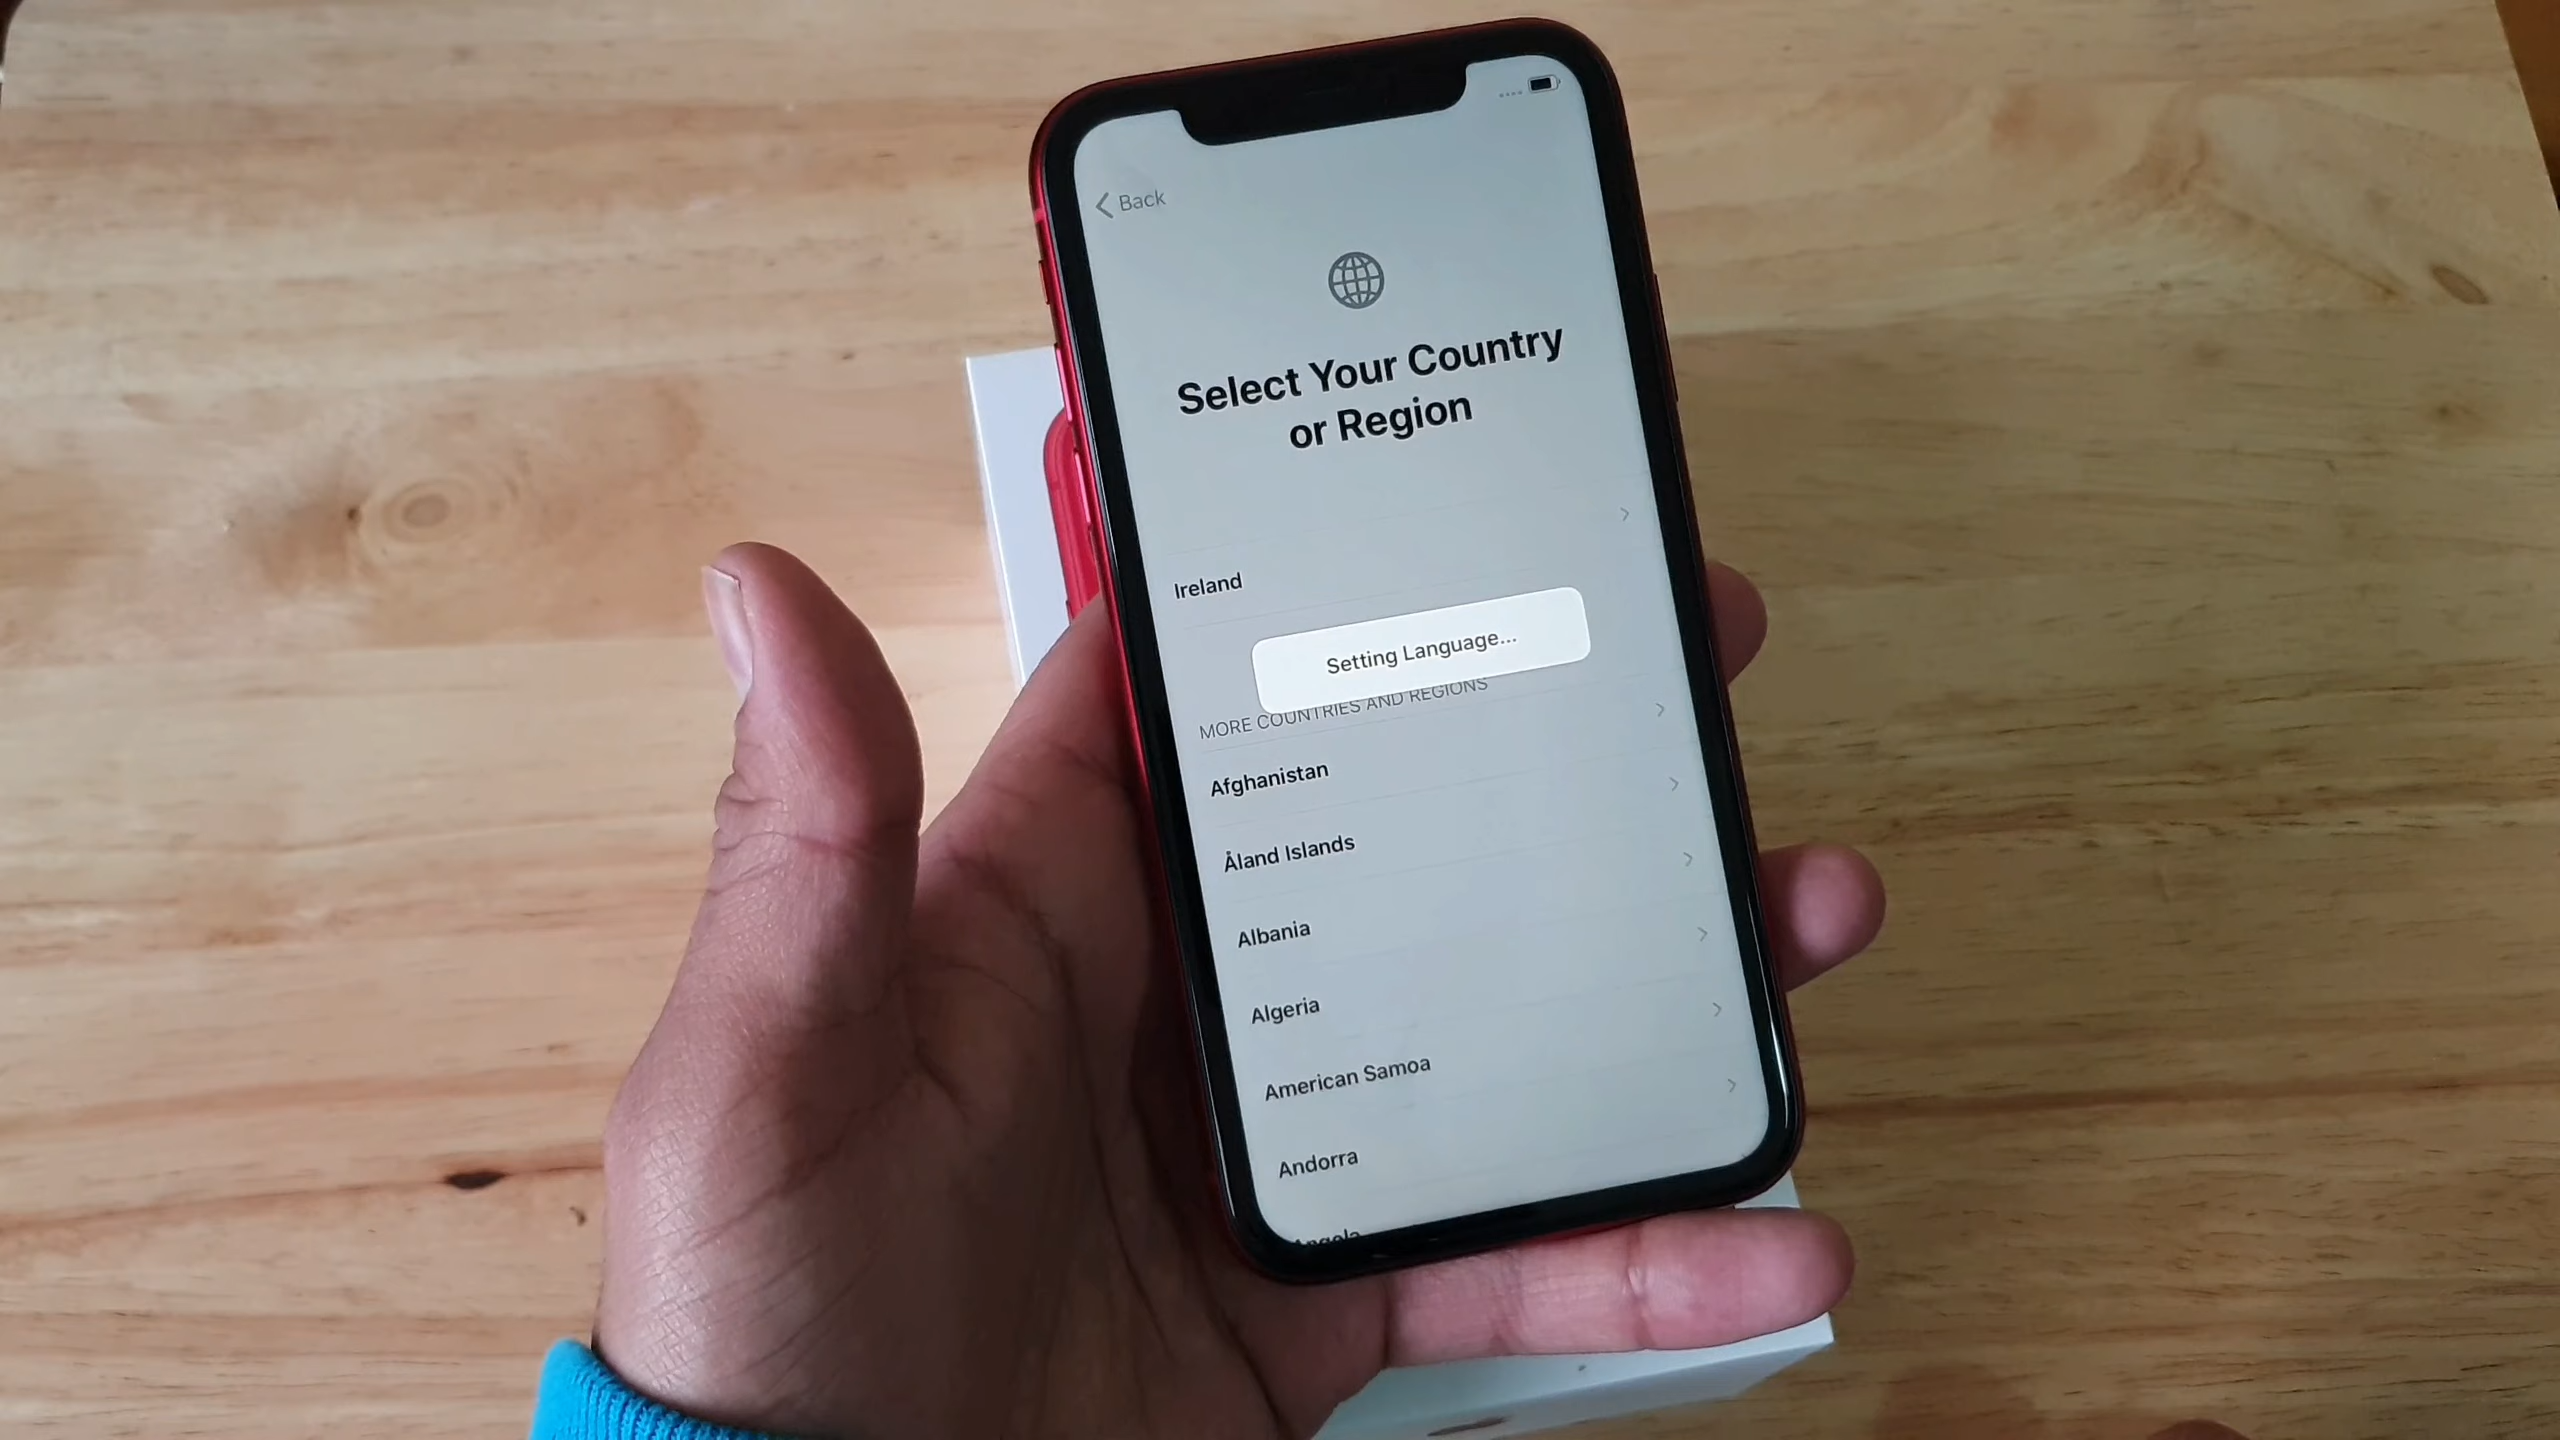 Back
Select Your Country
or Region
Ireland
Setting Language...
MORE COUNTRIES AND REGIONS
Afghanistan
Åland Islands
Albania
Algeria
American Samoa
Andorra
Angola